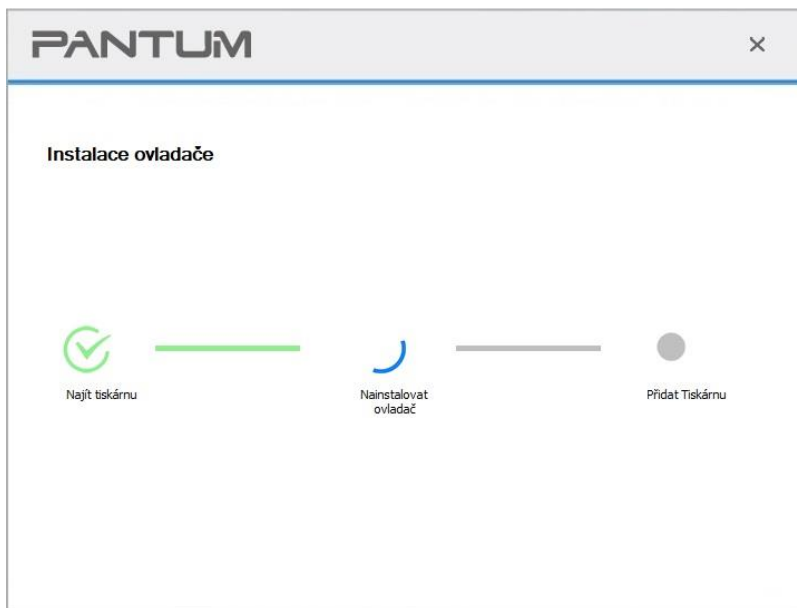 PANTUM
Instalace ovladače
Najít tiskárnu
Nainstalovat
ovladač
Přidat Tiskárnu